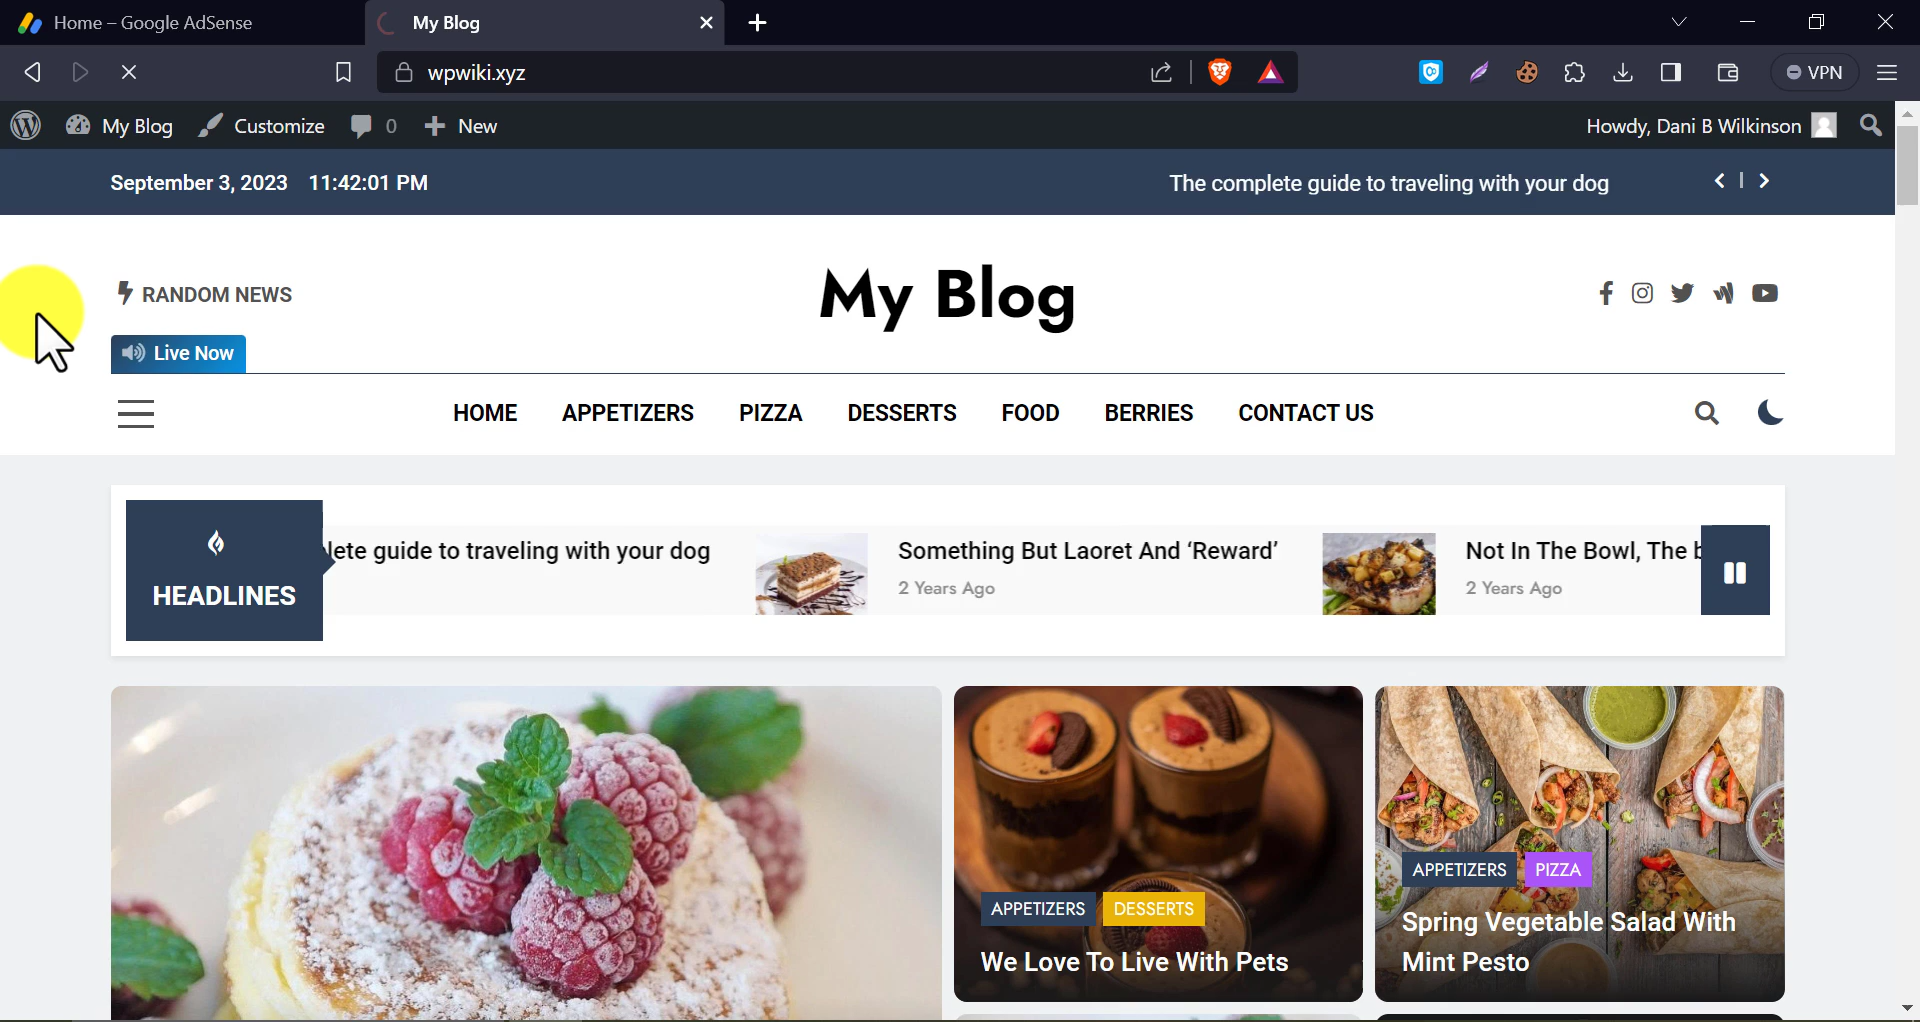 Home – Google AdSense
My Blog
wpwiki.xyz
VPN
My Blog
Customize
0
New
Howdy, Dani B Wilkinson
September 3, 2023 11:42:01 PM
The complete guide to traveling with your dog
RANDOM NEWS
My Blog
Live Now
HOME
APPETIZERS
PIZZA
DESSERTS
FOOD
BERRIES
CONTACT US
HEADLINES
lete guide to traveling with your dog
Something But Laoret And ‘Reward’
2 Years Ago
Not In The Bowl, The b
2 Years Ago
APPETIZERS
DESSERTS
We Love To Live With Pets
APPETIZERS
PIZZA
Spring Vegetable Salad With
Mint Pesto